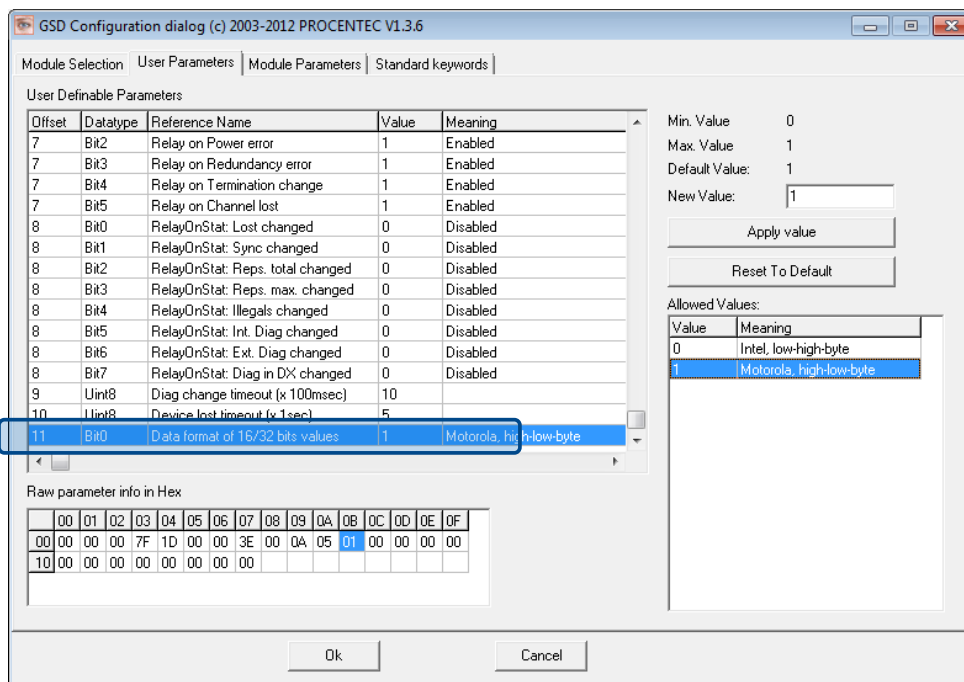 GSD Configuration dialog (c) 2003-2012 PROCENTEC V1.3.6
Module Selection User Parameters Module Parameters Standard keywords
User Definable Parameters
Offset Datatype Reference Name Value Meaning
7 Bit2 Relay on Power error 1 Enabled
7 Bit3 Relay on Redundancy error 1 Enabled
7 Bit4 Relay on Termination change 1 Enabled
7 Bit5 Relay on Channel lost 1 Enabled
8 Bit0 RelayOnStat: Lost changed 0 Disabled
8 Bit1 RelayOnStat: Sync changed 0 Disabled
8 Bit2 RelayOnStat: Reps. total changed 0 Disabled
8 Bit3 RelayOnStat: Reps. max. changed 0 Disabled
8 Bit4 RelayOnStat: Illegals changed 0 Disabled
8 Bit5 RelayOnStat: Int. Diag changed 0 Disabled
8 Bit6 RelayOnStat: Ext. Diag changed 0 Disabled
8 Bit7 RelayOnStat: Diag in DX changed 0 Disabled
9 Uint8 Diag change timeout (x 100msec) 10
10 Uint8 Device lost timeout (x 1sec) 5
11 Bit0 Data format of 16/32 bits values 1 Motorola, high-low-byte
Min. Value 0
Max. Value 1
Default Value: 1
New Value: 1
Apply value
Reset To Default
Allowed Values:
Value Meaning
0 Intel, low-high-byte
1 Motorola, high-low-byte
Raw parameter info in Hex
00 01 02 03 04 05 06 07 08 09 0A 0B 0C 0D 0E 0F
00 00 00 00 7F 1D 00 00 3E 00 0A 05 01 00 00 00 00
10 00 00 00 00 00 00 00 00
Ok Cancel